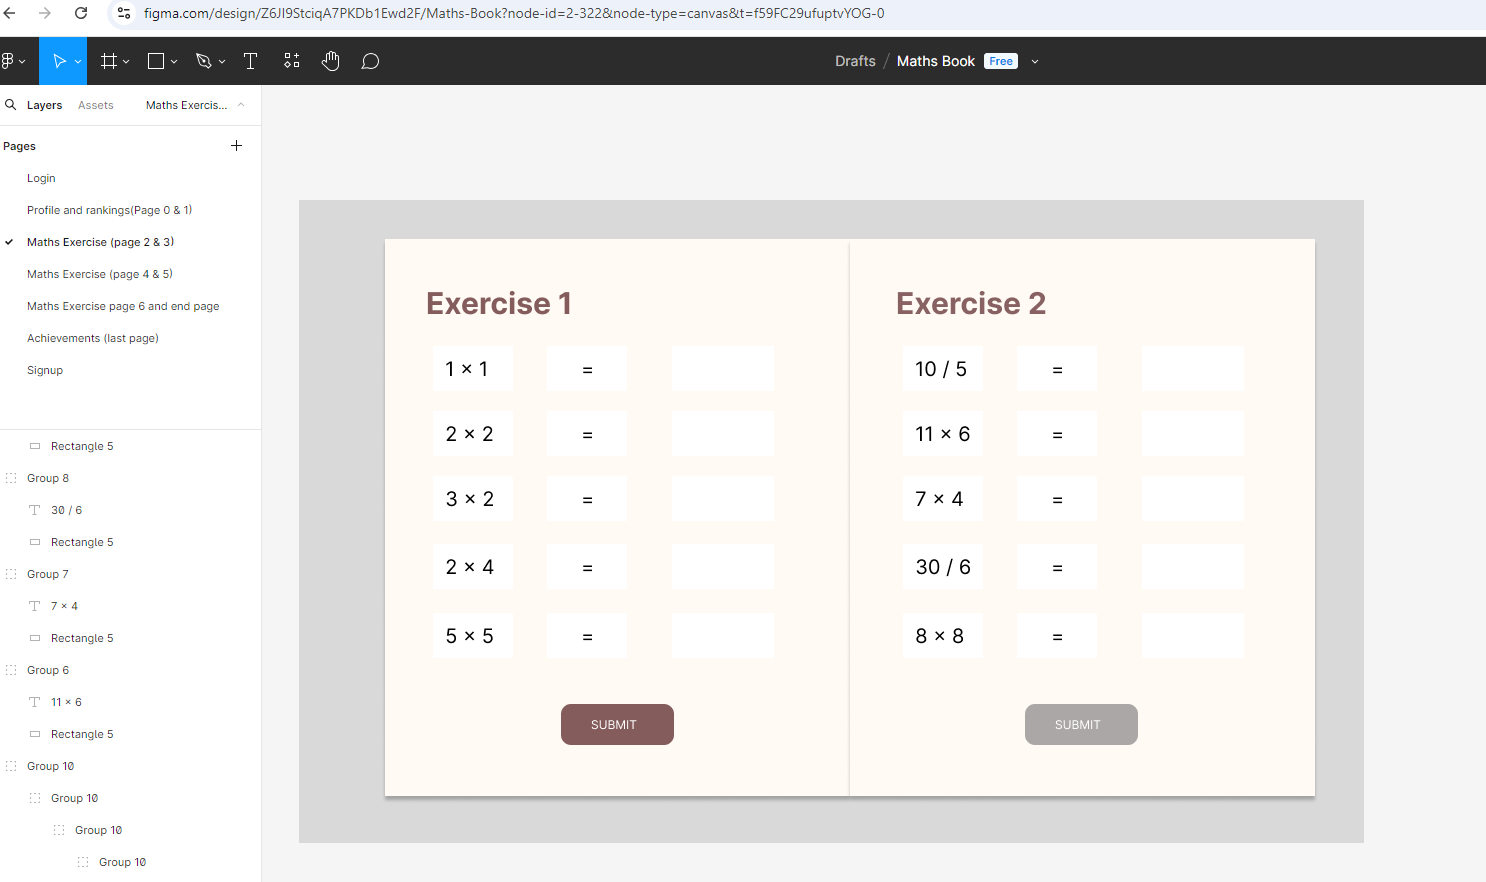 figma.com/design/Z6JI9StciqA7PKDb1Ewd2F/Maths-Book?node-id=2-322&node-type=canvas&t=f59FC29ufuptvYOG-0
Drafts / Maths Book Free
Layers Assets Maths Exercis...
Pages
Login
Profile and rankings(Page 0 & 1)
Maths Exercise (page 2 & 3)
Maths Exercise (page 4 & 5)
Maths Exercise page 6 and end page
Achievements (last page)
Signup
Rectangle 5
Group 8
30 / 6
Rectangle 5
Group 7
7 × 4
Rectangle 5
Group 6
11 × 6
Rectangle 5
Group 10
Group 10
Group 10
Group 10
Exercise 1
1 × 1 =
2 × 2 =
3 × 2 =
2 × 4 =
5 × 5 =
SUBMIT
Exercise 2
10 / 5 =
11 × 6 =
7 × 4 =
30 / 6 =
8 × 8 =
SUBMIT